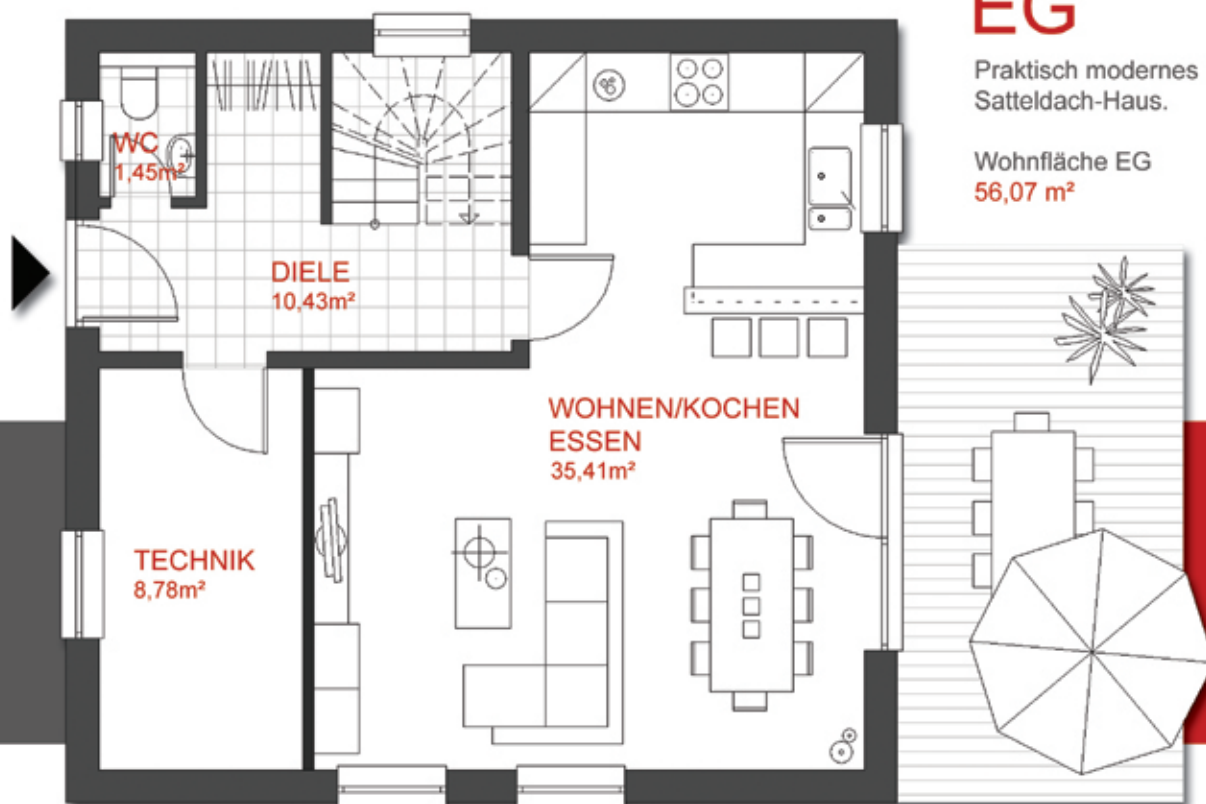 EG
Praktisch modernes
Satteldach-Haus.
Wohnfläche EG
56,07 m²
WC
1,45m²
DIELE
10,43m²
WOHNEN/KOCHEN
ESSEN
35,41m²
TECHNIK
8,78m²